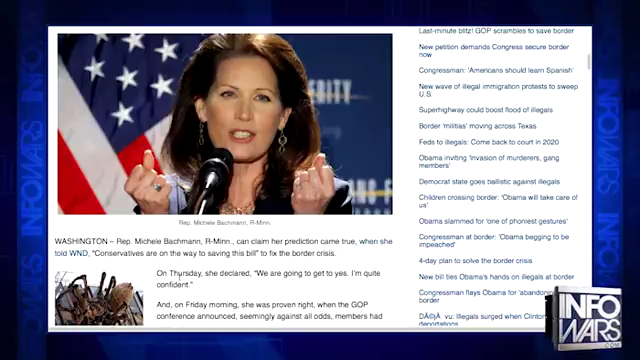 Last-minute blitz! GOP scrambles to save border
New petition demands Congress secure border
now
Congressman: 'Americans should learn Spanish'
New wave of illegal immigration protests to sweep
U.S.
Superhighway could boost flood of illegals
Border 'militias' moving across Texas
Feds to illegals: Come back to court in 2020
Obama inviting 'invasion of murderers, gang
members'
Democrat state goes ballistic against illegals
Children crossing border: 'Obama will take care of
us'
Obama slammed for 'one of phoniest gestures'
Congressman at border: 'Obama begging to be
impeached'
4-day plan to solve the border crisis
New bill ties Obama's hands on illegals at border
Congressman flays Obama for 'abandoning'
border
DÃ©jÃ vu: Illegals surged when Clinton
deportations
Rep. Michele Bachmann, R-Minn.
WASHINGTON – Rep. Michele Bachmann, R-Minn., can claim her prediction came true, when she
told WND, "Conservatives are on the way to saving this bill" to fix the border crisis.
On Thursday, she declared, "We are going to get to yes. I'm quite
confident."
And, on Friday morning, she was proven right, when the GOP
conference announced, seemingly against all odds, members had
INFO
WARS
.COM
INFOWARS
INFOWARS